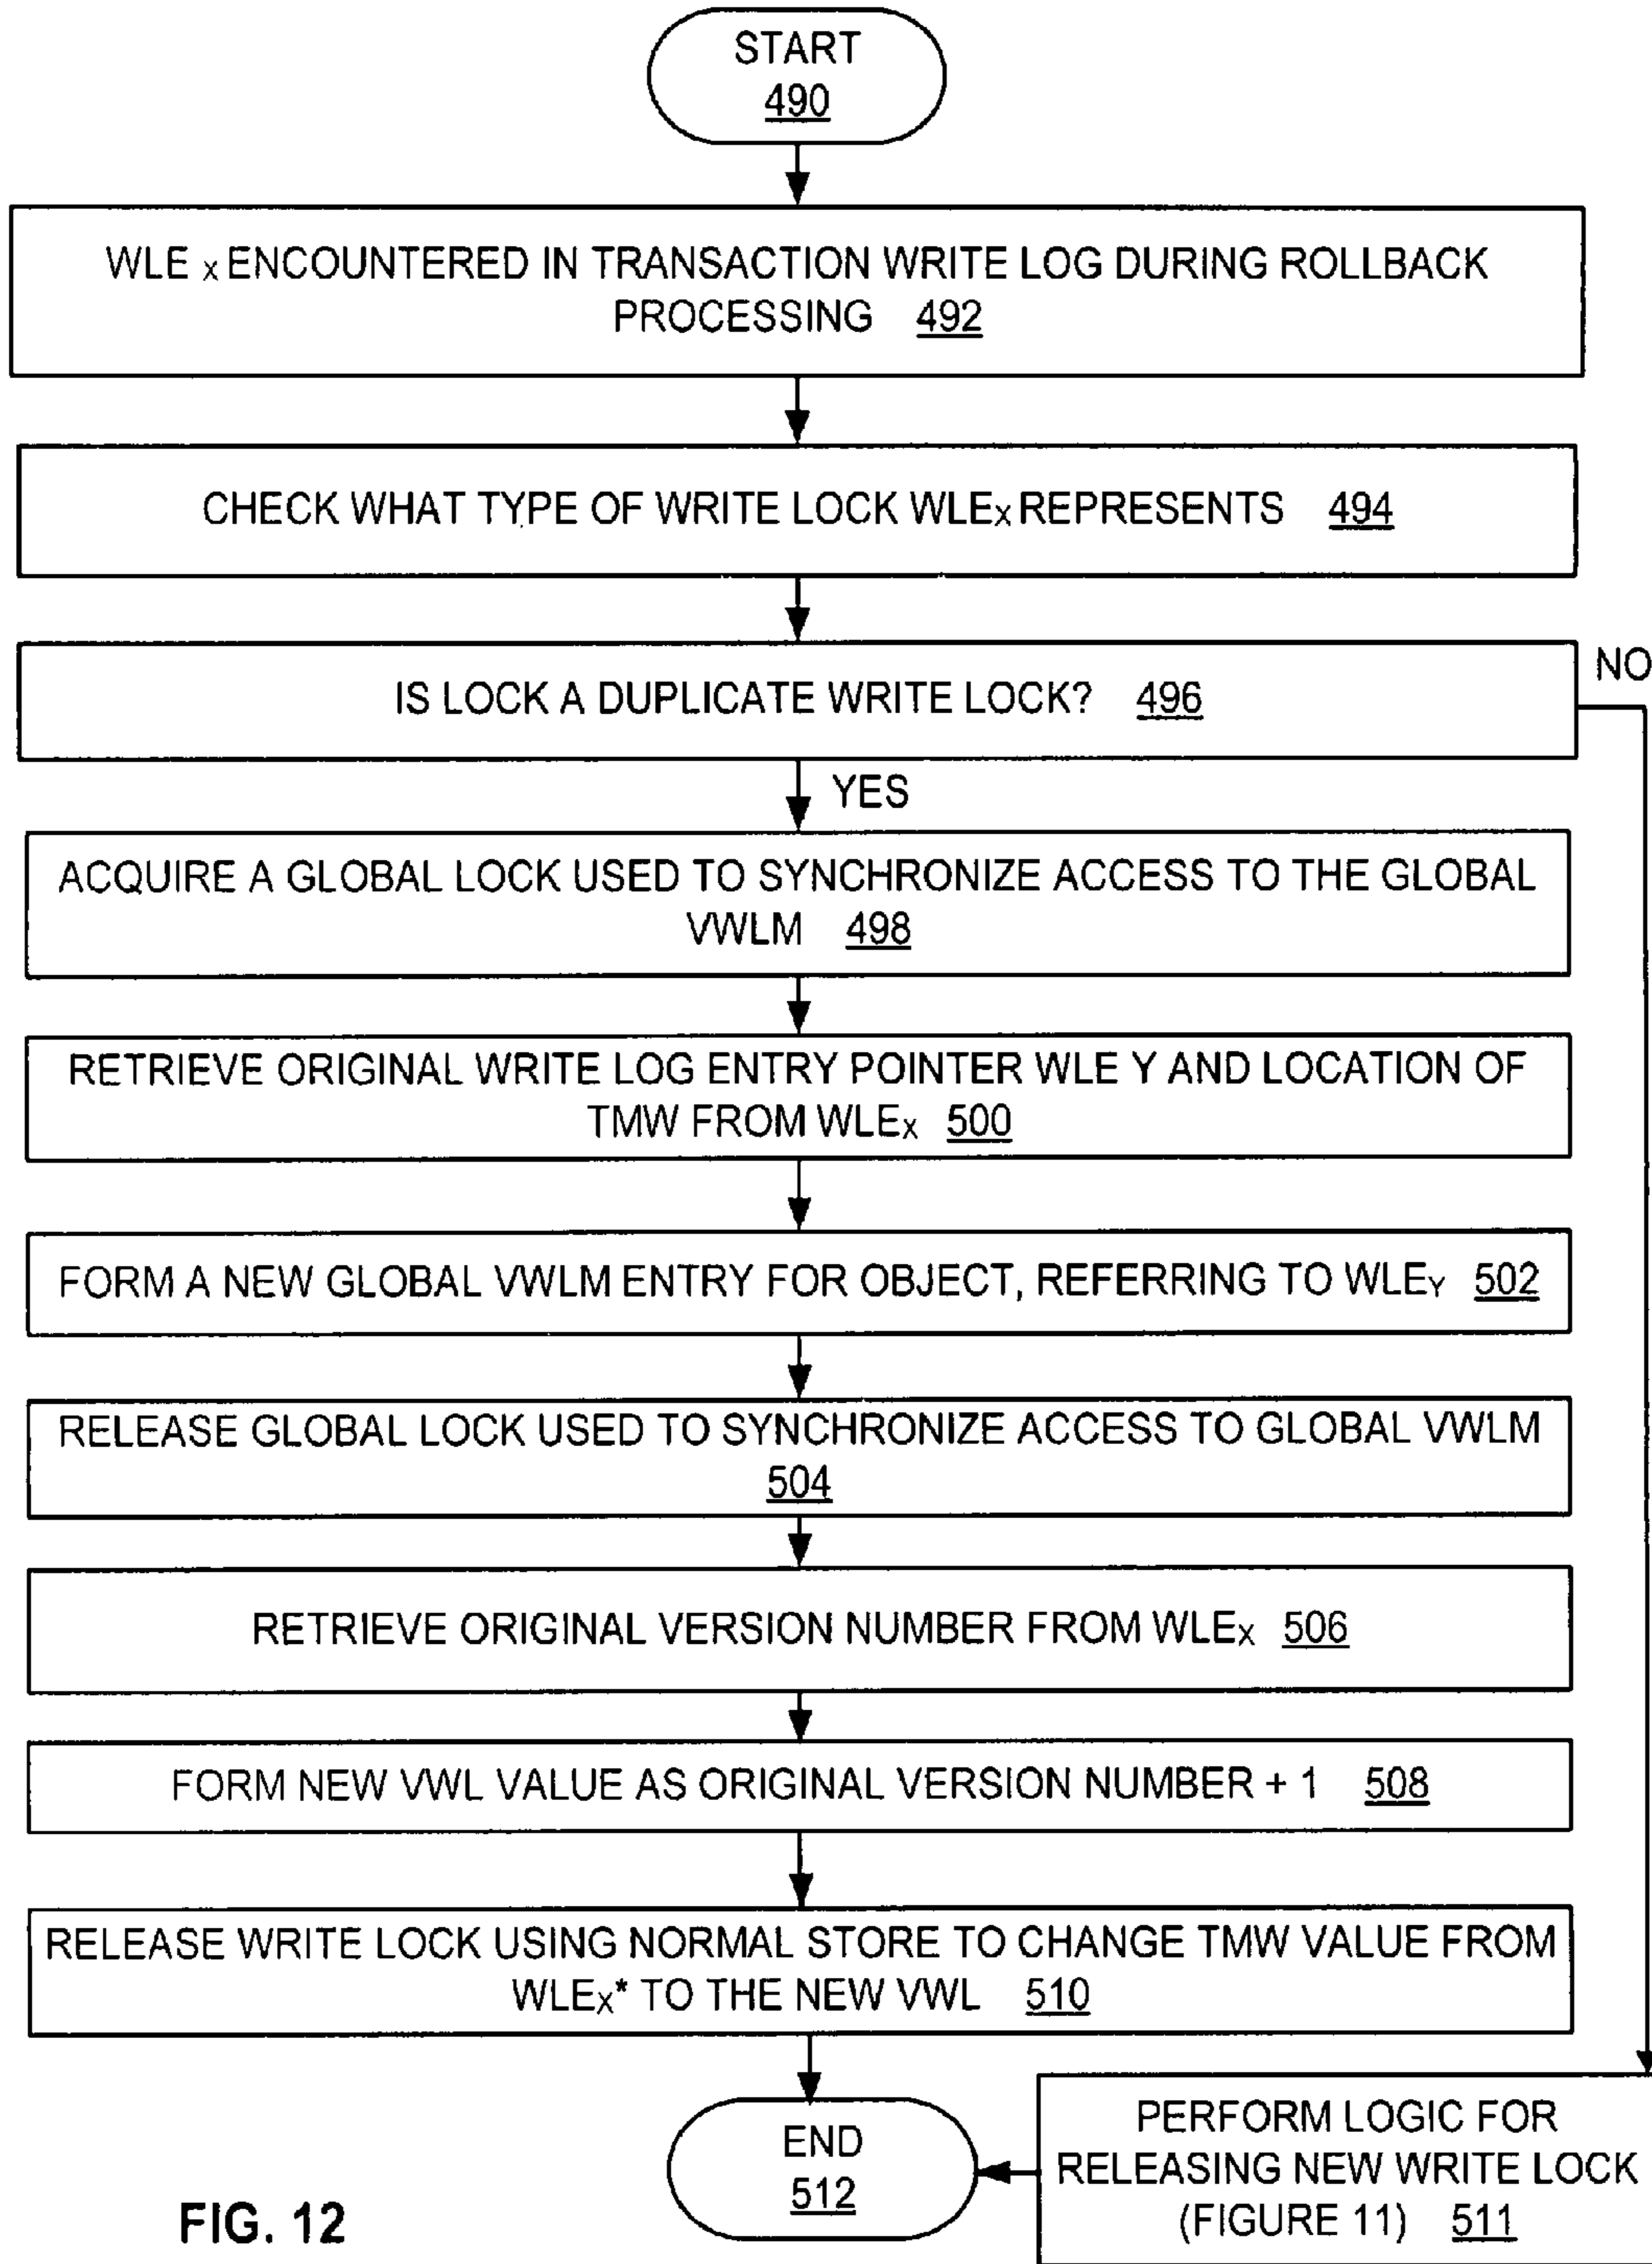 START
490
WLE X ENCOUNTERED IN TRANSACTION WRITE LOG DURING ROLLBACK
PROCESSING 492
CHECK WHAT TYPE OF WRITE LOCK WLEX REPRESENTS 494
IS LOCK A DUPLICATE WRITE LOCK? 496
NO
YES
ACQUIRE A GLOBAL LOCK USED TO SYNCHRONIZE ACCESS TO THE GLOBAL
VWLM 498
RETRIEVE ORIGINAL WRITE LOG ENTRY POINTER WLE Y AND LOCATION OF
TMW FROM WLEX 500
FORM A NEW GLOBAL VWLM ENTRY FOR OBJECT, REFERRING TO WLEY 502
RELEASE GLOBAL LOCK USED TO SYNCHRONIZE ACCESS TO GLOBAL VWLM
504
RETRIEVE ORIGINAL VERSION NUMBER FROM WLEX 506
FORM NEW VWL VALUE AS ORIGINAL VERSION NUMBER + 1 508
RELEASE WRITE LOCK USING NORMAL STORE TO CHANGE TMW VALUE FROM
WLEX* TO THE NEW VWL 510
END
512
PERFORM LOGIC FOR
RELEASING NEW WRITE LOCK
(FIGURE 11) 511
FIG. 12